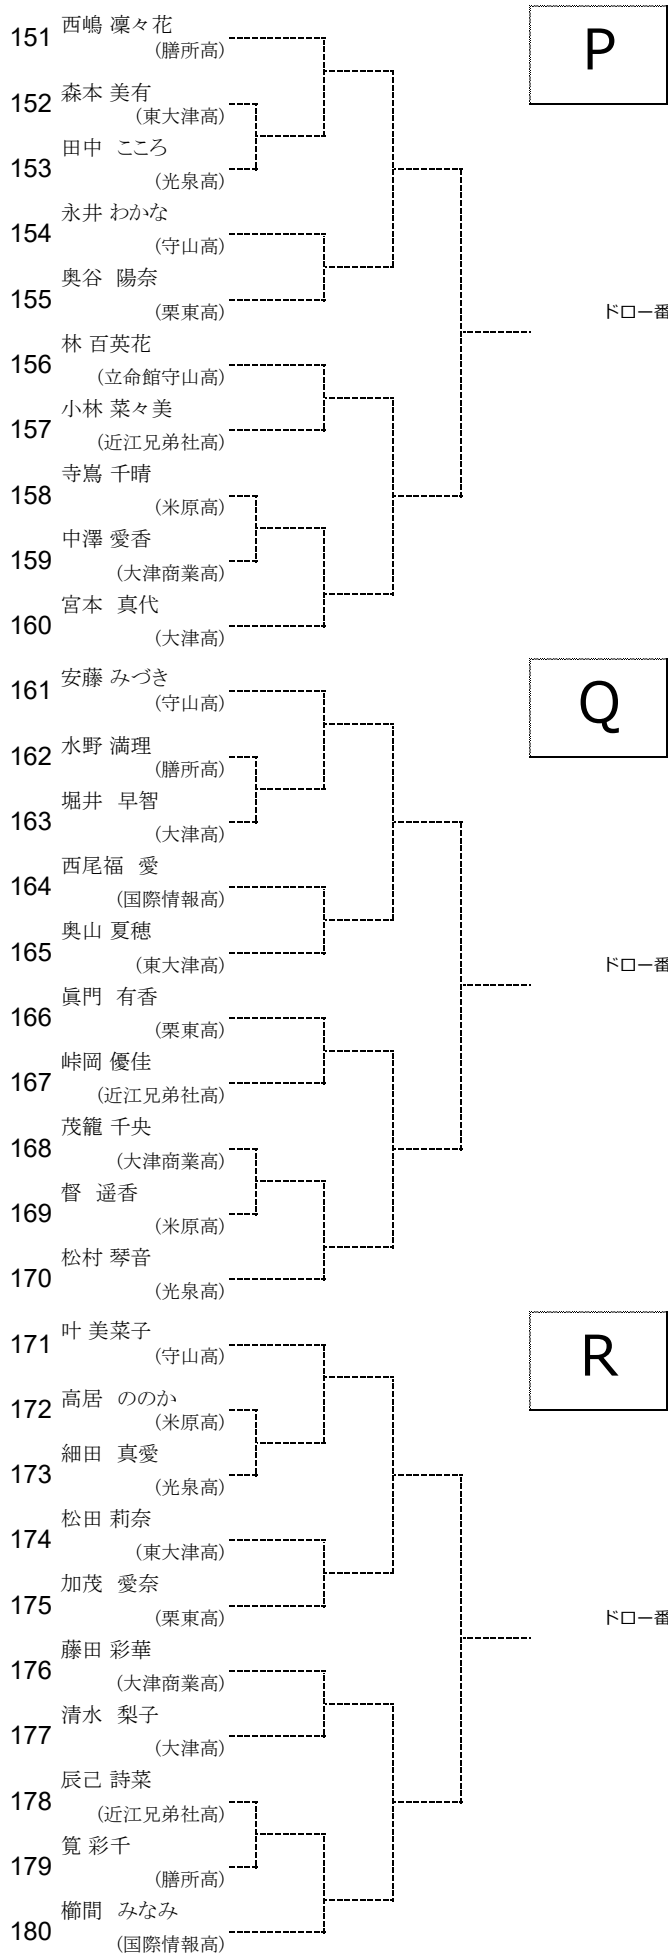 P
151 西嶋 凜々花
(膳所高)
152 森本 美有
(東大津高)
153 田中 こころ
(光泉高)
154 永井 わかな
(守山高)
155 奥谷 陽奈
(栗東高)
ドロー番
156 林 百英花
(立命館守山高)
157 小林 菜々美
(近江兄弟社高)
158 寺嶌 千晴
(米原高)
159 中澤 愛香
(大津商業高)
160 宮本 真代
(大津高)
Q
161 安藤 みづき
(守山高)
162 水野 満理
(膳所高)
163 堀井 早智
(大津高)
164 西尾福 愛
(国際情報高)
165 奥山 夏穂
(東大津高)
ドロー番
166 眞門 有香
(栗東高)
167 峠岡 優佳
(近江兄弟社高)
168 茂籠 千央
(大津商業高)
169 督 遥香
(米原高)
170 松村 琴音
(光泉高)
R
171 叶 美菜子
(守山高)
172 高居 ののか
(米原高)
173 細田 真愛
(光泉高)
174 松田 莉奈
(東大津高)
175 加茂 愛奈
(栗東高)
ドロー番
176 藤田 彩華
(大津商業高)
177 清水 梨子
(大津高)
178 辰己 詩菜
(近江兄弟社高)
179 筧 彩千
(膳所高)
180 櫛間 みなみ
(国際情報高)